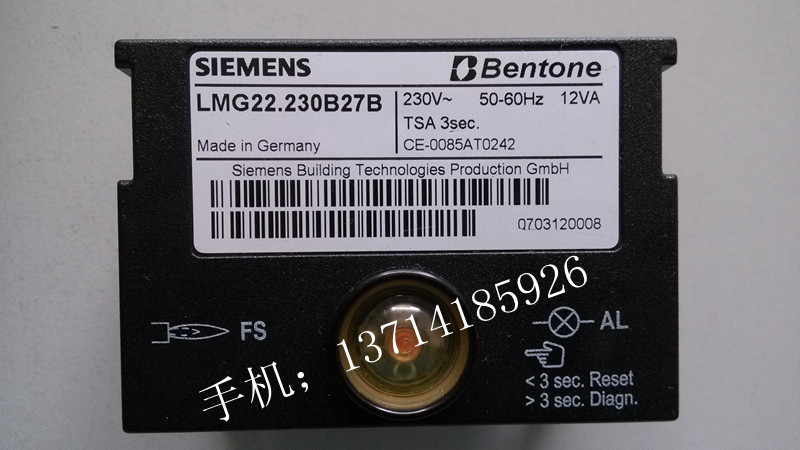 SIEMENS
Bentone
LMG22.230B27B
230V~ 50-60Hz 12VA
TSA 3sec.
Made in Germany
CE-0085AT0242
Siemens Building Technologies Production GmbH
0703120008
FS
AL
< 3 sec. Reset
> 3 sec. Diagn.
手机；13714185926